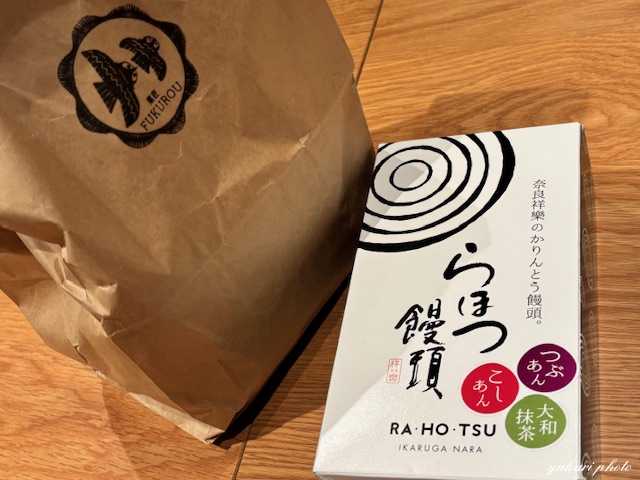 FUKUROU
奈良祥樂のかりんとう饅頭。
らほつ
饅頭
つぶ
あん
こし
あん
大和
抹茶
RA・HO・TSU
IKARUGA NARA
yukari photo